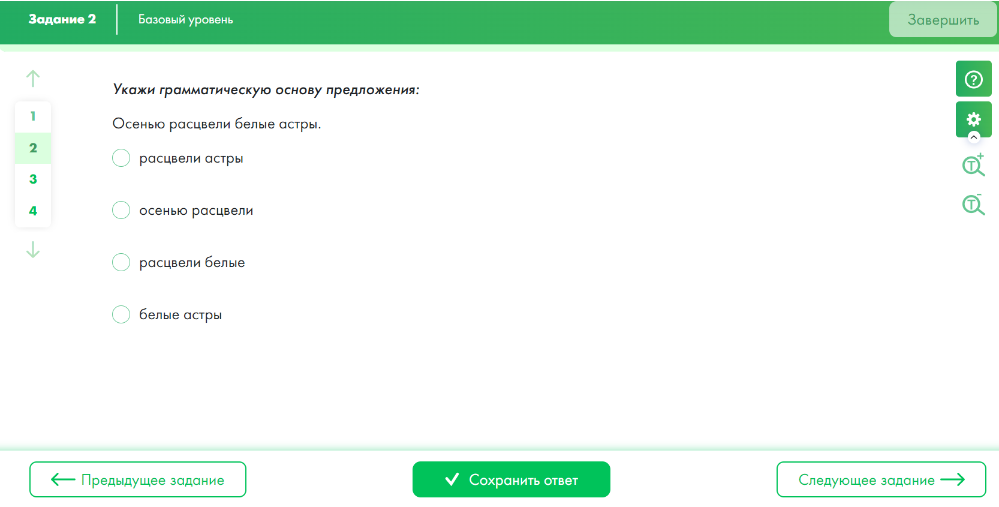 Задание 2
Базовый уровень
Завершить
1
2
3
4
Укажи грамматическую основу предложения:
Осенью расцвели белые астры.
расцвели астры
осенью расцвели
расцвели белые
белые астры
?
T+
T-
Предыдущее задание
Сохранить ответ
Следующее задание